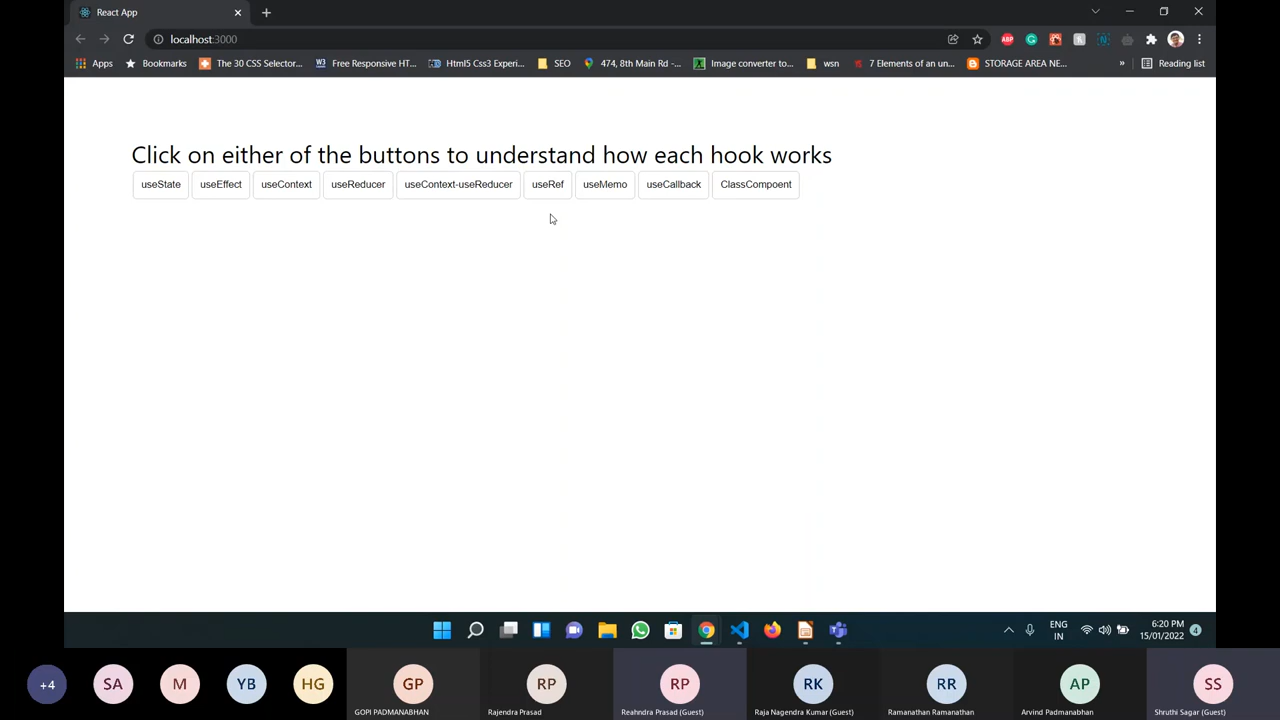 React App
localhost:3000
ABP
Apps
Bookmarks
The 30 CSS Selector...
Free Responsive HT...
Html5 Css3 Experi...
SEO
474, 8th Main Rd -...
Image converter to...
wsn
7 Elements of an un...
STORAGE AREA NE...
»
Reading list
Click on either of the buttons to understand how each hook works
useState
useEffect
useContext
useReducer
useContext-useReducer
useRef
useMemo
useCallback
ClassCompoent
ENG
IN
6:20 PM
15/01/2022
4
+4
SA
M
YB
HG
GP
GOPI PADMANABHAN
RP
Rajendra Prasad
RP
Reahndra Prasad (Guest)
RK
Raja Nagendra Kumar (Guest)
RR
Ramanathan Ramanathan
AP
Arvind Padmanabhan
SS
Shruthi Sagar (Guest)